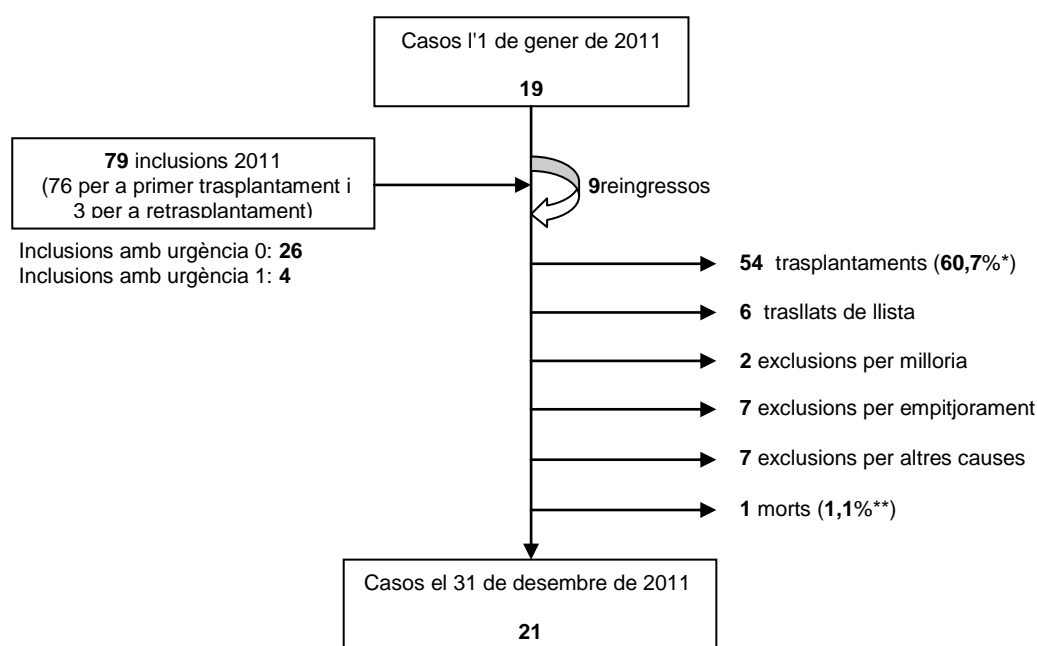 Casos l'1 de gener de 2011
19
79 inclusions 2011
(76 per a primer trasplantament i
3 per a retrasplantament)
9reingressos
Inclusions amb urgència 0: 26
Inclusions amb urgència 1: 4
54 trasplantaments (60,7%*)
6 trasllats de llista
2 exclusions per milloria
7 exclusions per empitjorament
7 exclusions per altres causes
1 morts (1,1%**)
Casos el 31 de desembre de 2011
21